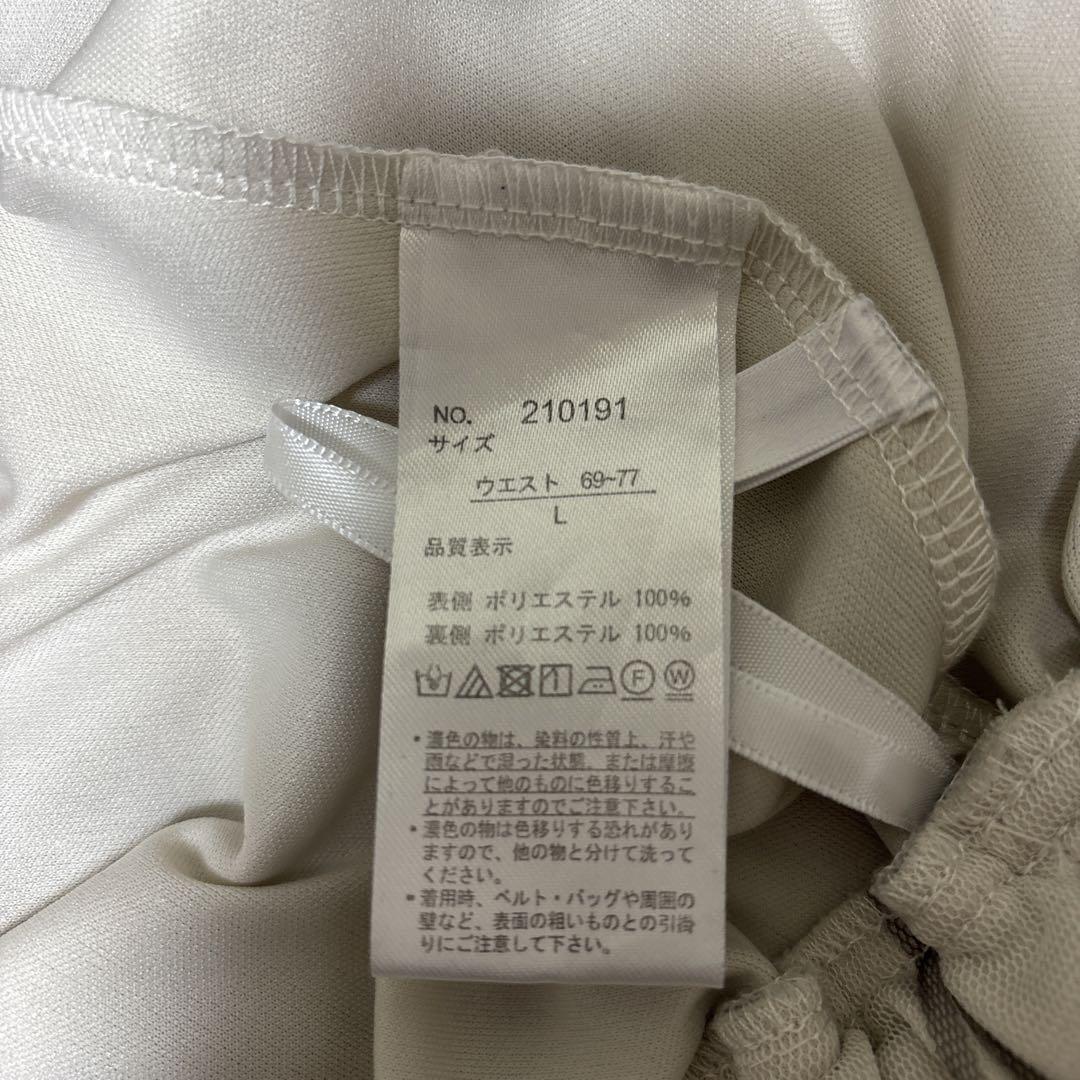 NO. 210191
サイズ
ウエスト 69~77
L
品質表示
表側 ポリエステル 100%
裏側 ポリエステル 100%
F W
・濃色の物は、染料の性質上、汗や
雨などで湿った状態、または摩擦
によって他のものに色移りするこ
とがありますのでご注意下さい。
・濃色の物は色移りする恐れがあり
ますので、他の物と分けて洗って
ください。
・着用時、ベルト・バッグや周囲の
壁など、表面の粗いものとの引掛
りにご注意して下さい。